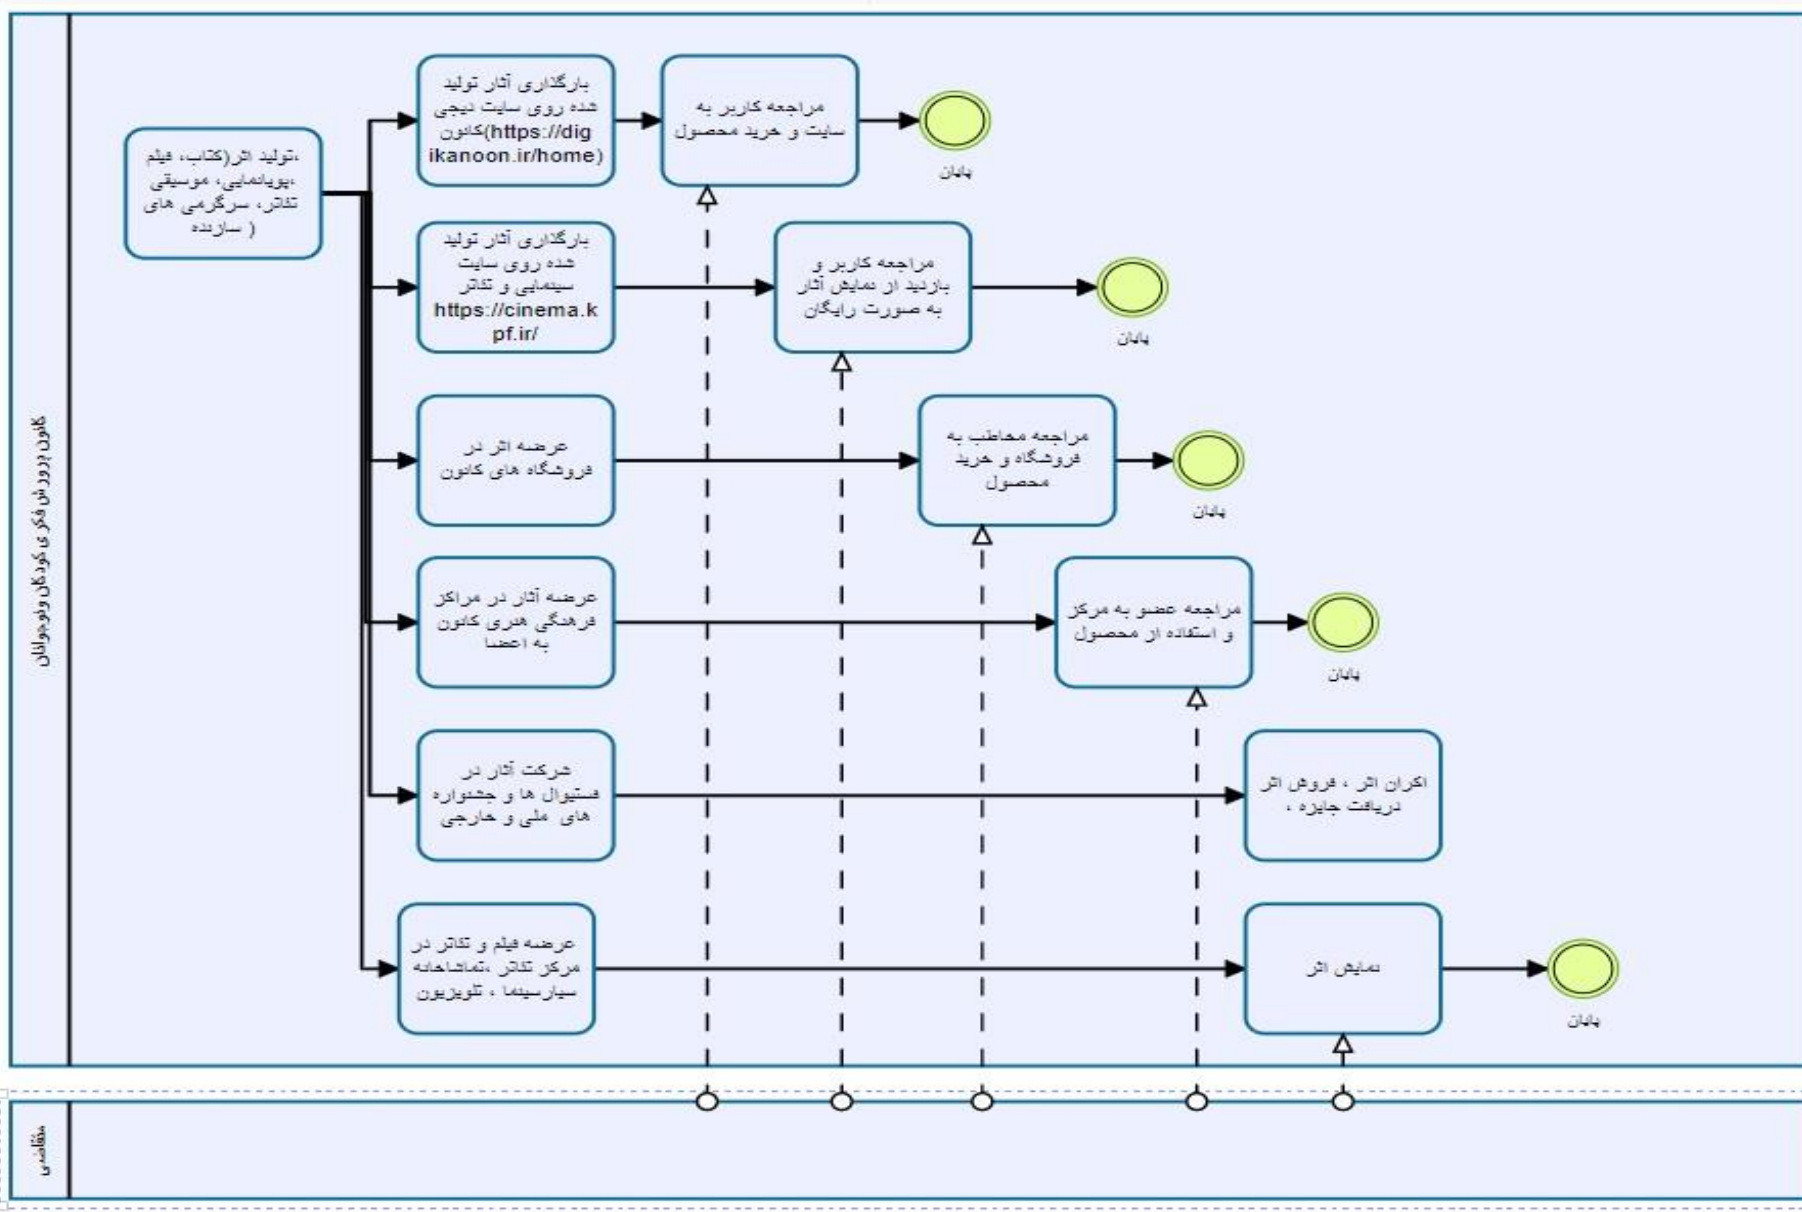 کانون پرورش فکری کودکان و نوجوانان
تولید اثر(کتاب، فیلم،
پویانمایی، موسیقی،
تئاتر، سرگرمی های
سازنده )
بارگذاری آثار تولید
شده روی سایت دیجی
کانون(https://dig
ikanoon.ir/home)
مراجعه کاربر به
سایت و خرید محصول
پایان
بارگذاری آثار تولید
شده روی سایت
سینمایی و تئاتر
https://cinema.k
pf.ir/
مراجعه کاربر و
بازدید از نمایش آثار
به صورت رایگان
پایان
عرضه اثر در
فروشگاه های کانون
مراجعه مخاطب به
فروشگاه و خرید
محصول
پایان
عرضه آثار در مراکز
فرهنگی هنری کانون
به اعضا
مراجعه عضو به مرکز
و استفاده از محصول
پایان
شرکت آثار در
فستیوال ها و جشنواره
های ملی و خارجی
اکران اثر ، فروش اثر
، دریافت جایزه
عرضه فیلم و تئاتر در
مرکز تئاتر ،تماشاخانه
سیارسینما ، تلویزیون
نمایش اثر
پایان
متقاضی